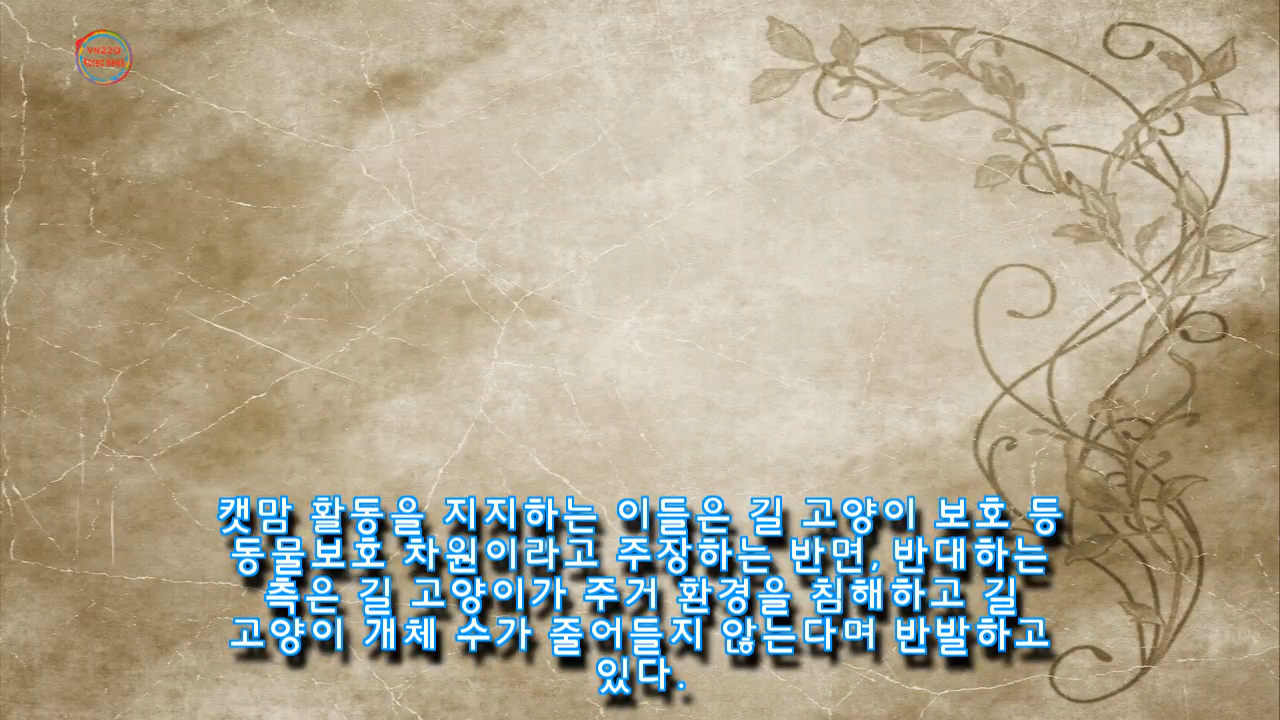 캣맘 활동을 지지하는 이들은 길 고양이 보호 등
동물보호 차원이라고 주장하는 반면, 반대하는
측은 길 고양이가 주거 환경을 침해하고 길
고양이 개체 수가 줄어들지 않는다며 반발하고
있다.